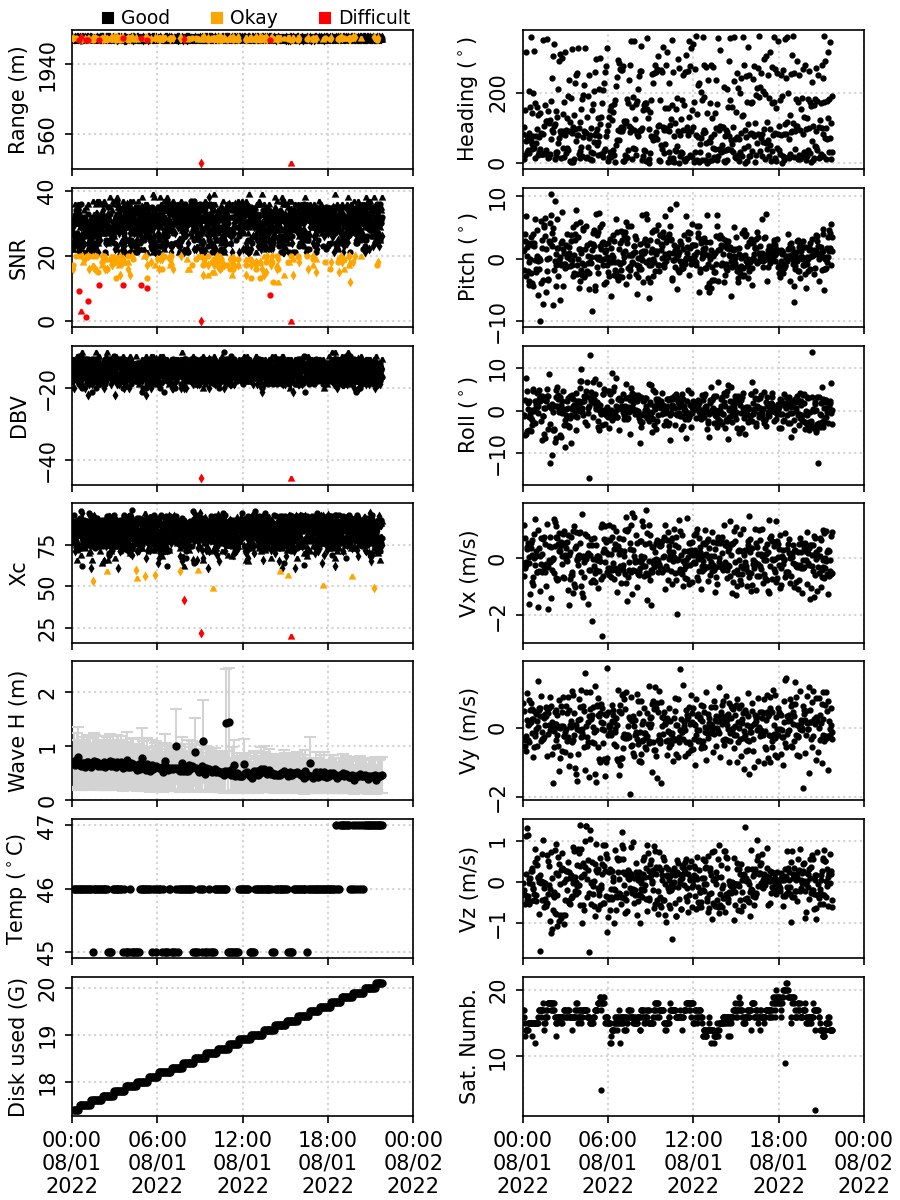 Good Okay Difficult
Range (m)
1940
560
Heading (°)
200
0
SNR
40
20
0
Pitch (°)
10
0
−10
DBV
−20
−40
Roll (°)
10
0
−10
Xc
75
50
25
Vx (m/s)
0
−2
Wave H (m)
2
1
0
Vy (m/s)
0
−2
Temp (°C)
47
46
45
Vz (m/s)
1
0
−1
Disk used (G)
20
19
18
Sat. Numb.
20
10
00:00 06:00 12:00 18:00 00:00
08/01 08/01 08/01 08/01 08/02
2022 2022 2022 2022 2022
00:00 06:00 12:00 18:00 00:00
08/01 08/01 08/01 08/01 08/02
2022 2022 2022 2022 2022